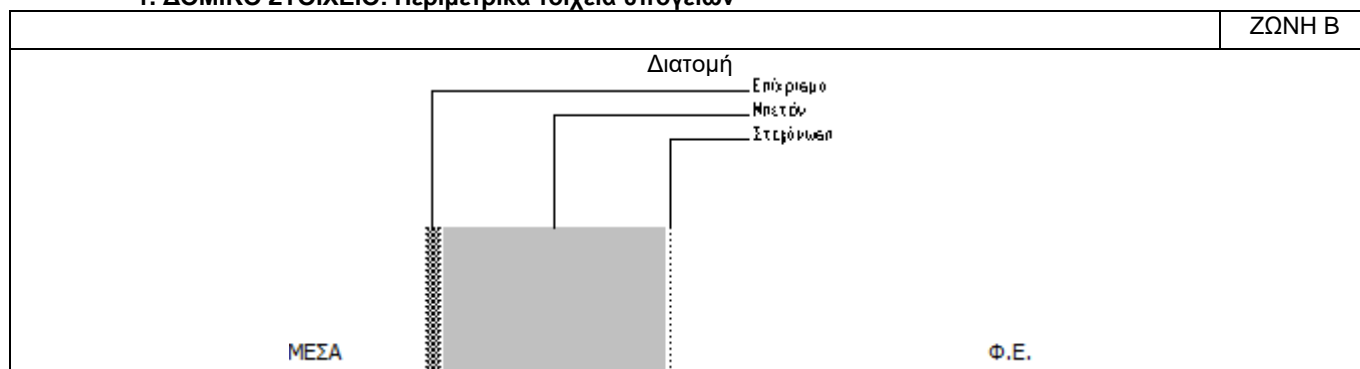 1. ΔΟΜΙΚΟ ΣΤΟΙΧΕΙΟ: Περιμετρικά τοιχεία υπογείων
ΖΩΝΗ Β
Διατομή
Επίχρισμα
Μπετόν
Στεγάνωση
ΜΕΣΑ
Φ.Ε.